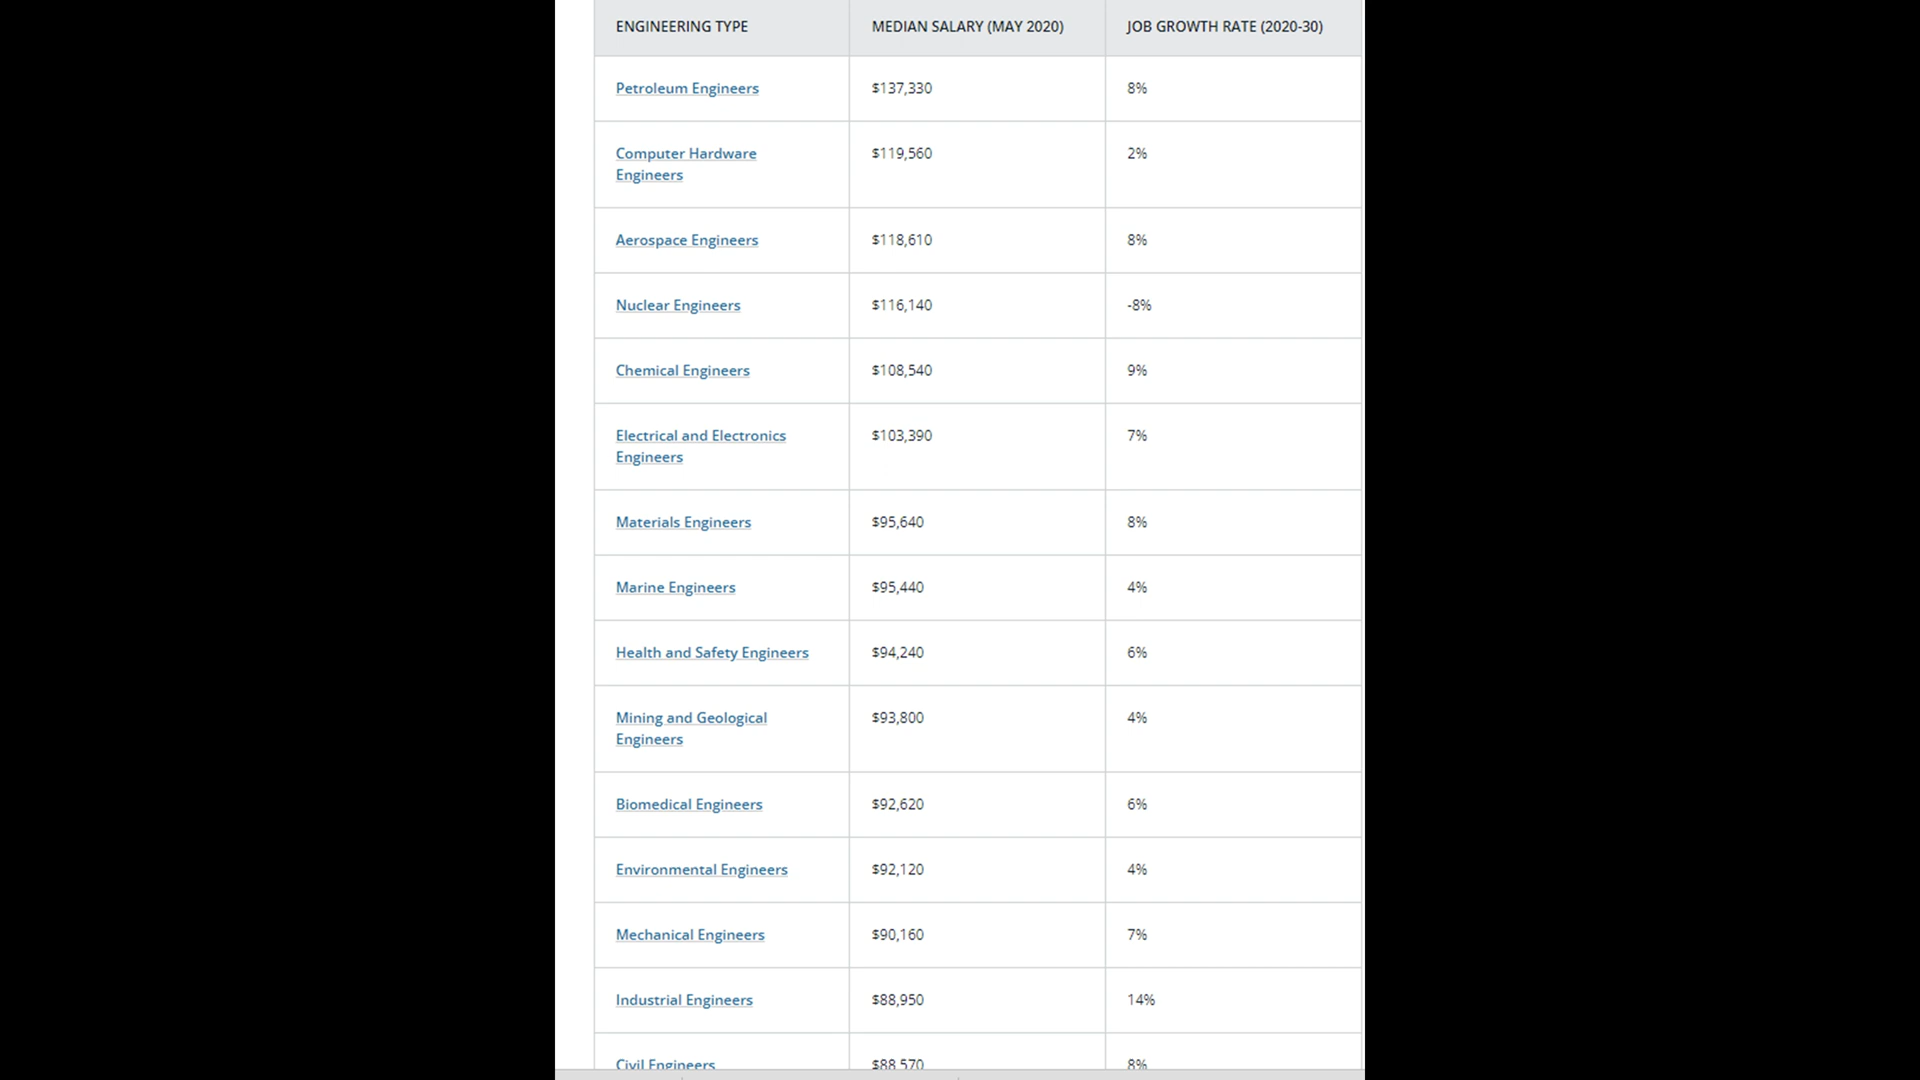 ENGINEERING TYPE MEDIAN SALARY (MAY 2020) JOB GROWTH RATE (2020-30)
Petroleum Engineers $137,330 8%
Computer Hardware $119,560 2%
Engineers
Aerospace Engineers $118,610 8%
Nuclear Engineers $116,140 -8%
Chemical Engineers $108,540 9%
Electrical and Electronics $103,390 7%
Engineers
Materials Engineers $95,640 8%
Marine Engineers $95,440 4%
Health and Safety Engineers $94,240 6%
Mining and Geological $93,800 4%
Engineers
Biomedical Engineers $92,620 6%
Environmental Engineers $92,120 4%
Mechanical Engineers $90,160 7%
Industrial Engineers $88,950 14%
Civil Engineers $88,570 8%